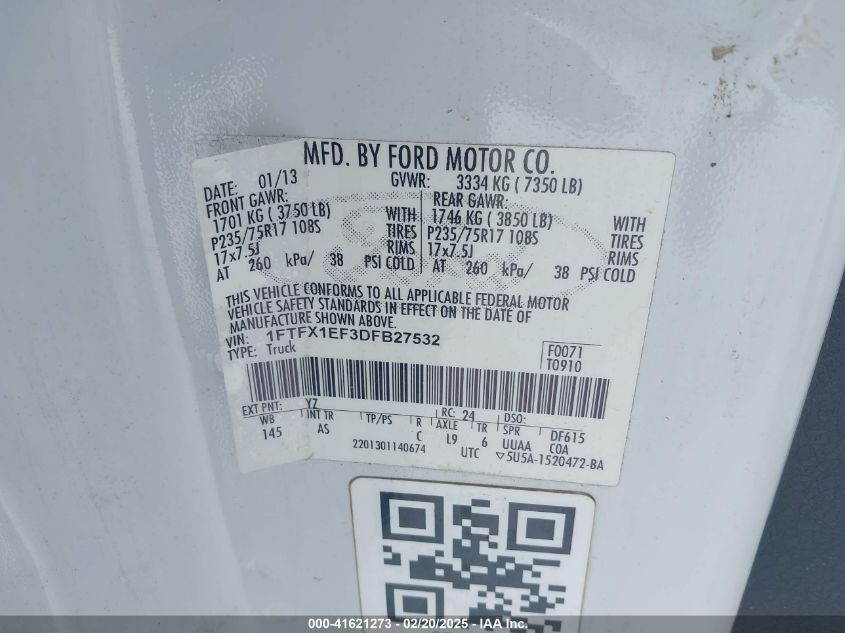 MFD. BY FORD MOTOR CO.
DATE: 01/13 GVWR: 3334 KG ( 7350 LB)
FRONT GAWR: REAR GAWR:
1701 KG ( 3750 LB) WITH 1746 KG ( 3850 LB) WITH
P235/75R17 108S TIRES P235/75R17 108S TIRES
17x7.5J RIMS 17x7.5J RIMS
AT 260 kPa/ 38 PSI COLD AT 260 kPa/ 38 PSI COLD
THIS VEHICLE CONFORMS TO ALL APPLICABLE FEDERAL MOTOR
VEHICLE SAFETY STANDARDS IN EFFECT ON THE DATE OF
MANUFACTURE SHOWN ABOVE.
VIN: 1FTFX1EF3DFB27532
TYPE: Truck
F0071
T0910
EXT PNT: YZ RC: 24 DSO:
WB INT TR TP/PS R AXLE TR SPR DF615
145 AS C L9 6 UUAA COA
2201301140674 UTC ▽5U5A-1520472-BA
000-41621273 — 02/20/2025 — IAA Inc.